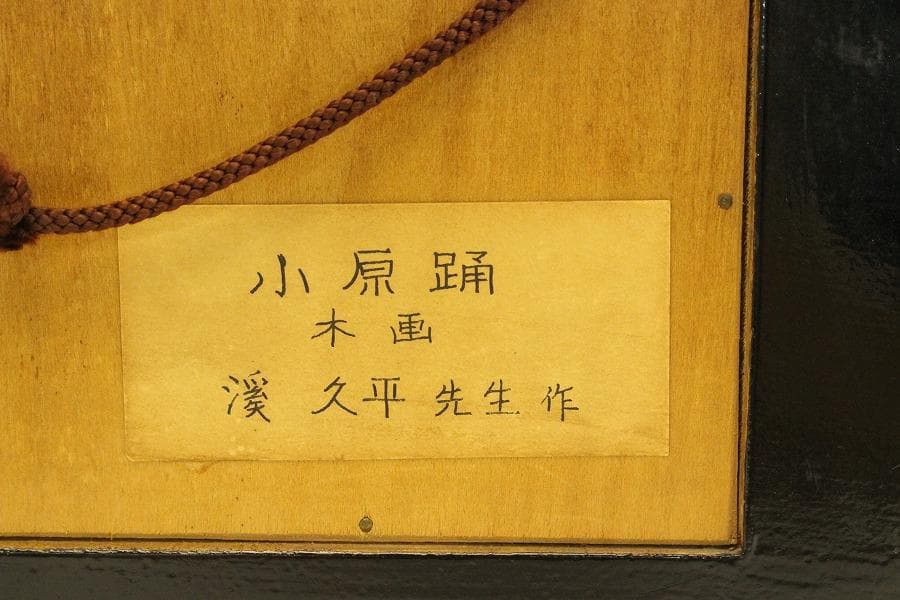 小原踊
木画
溪 久平 先生 作